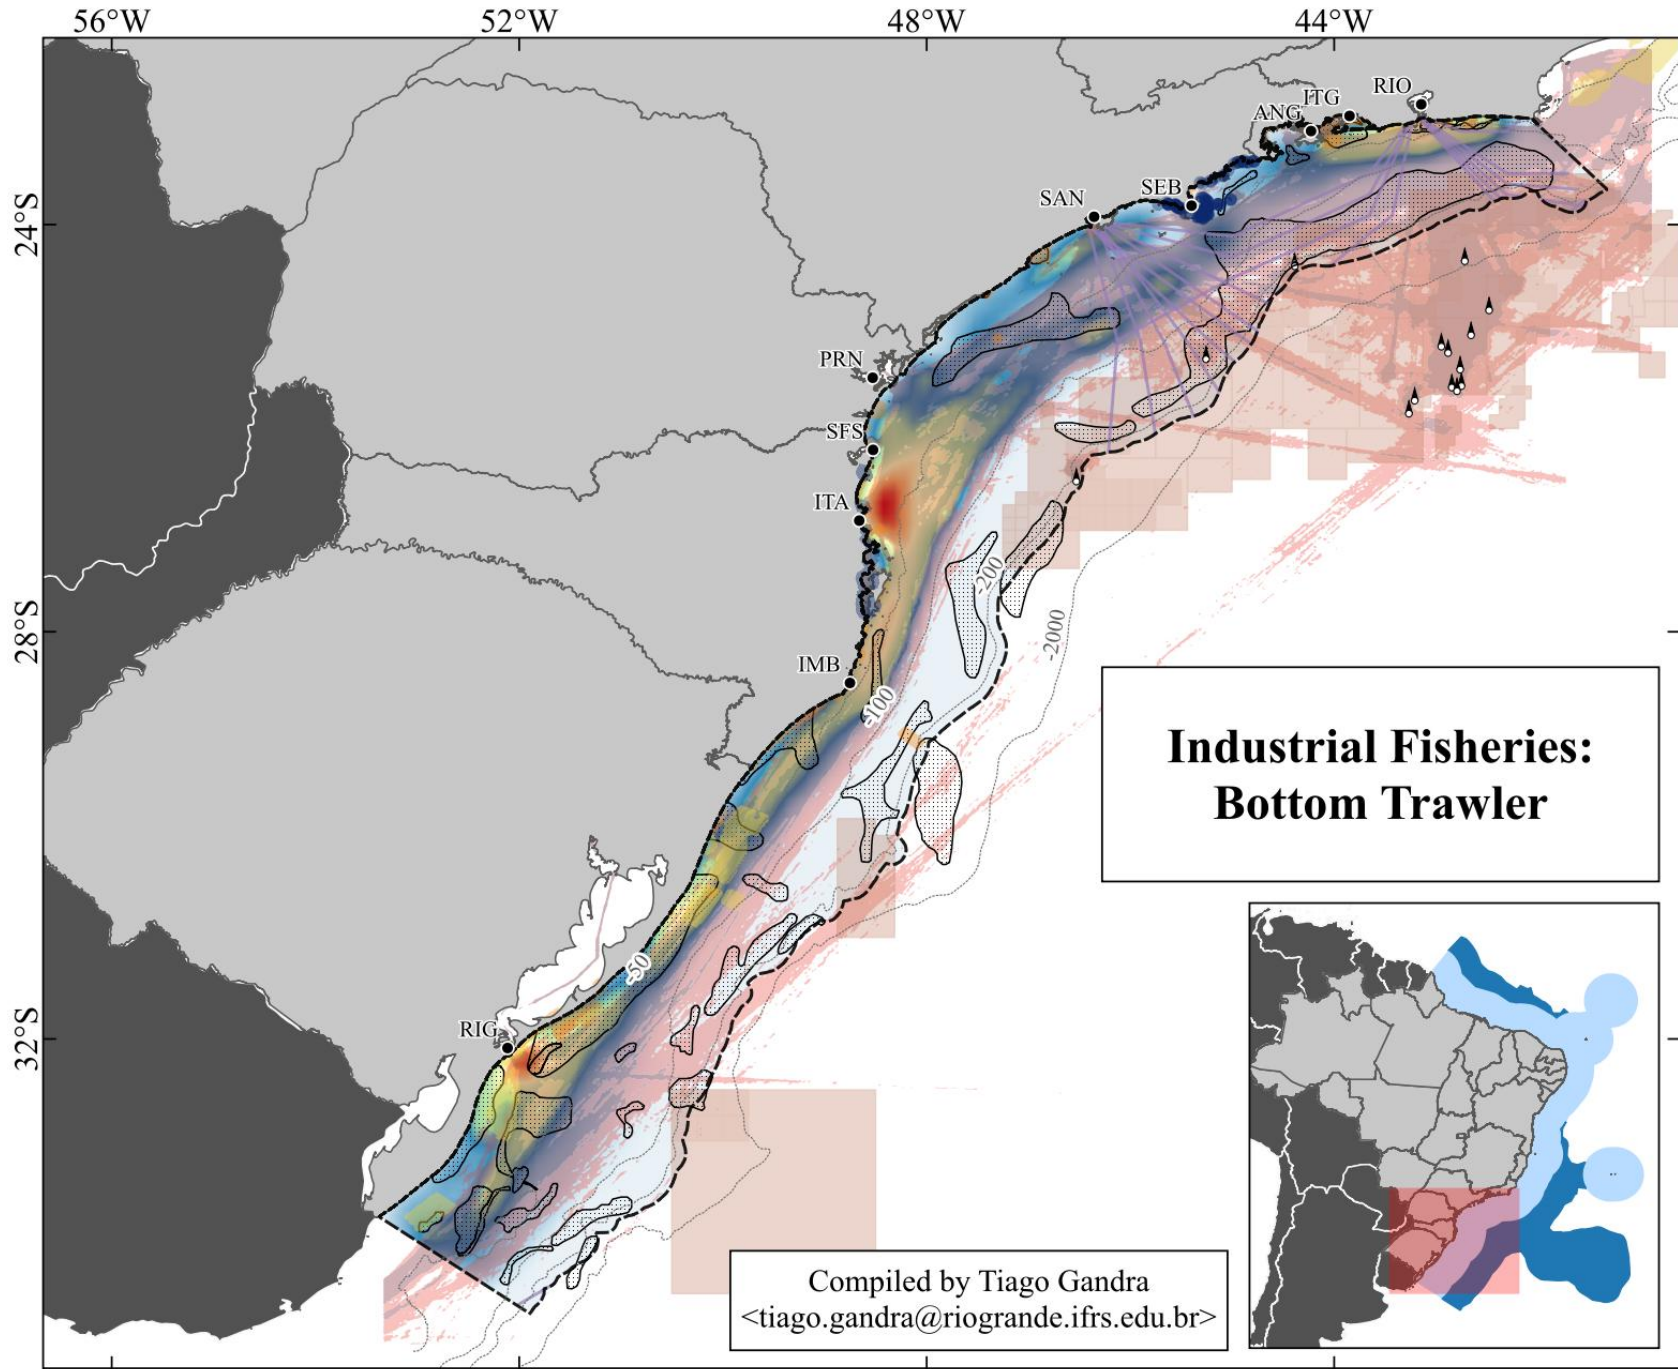 56°W 52°W 48°W 44°W
RIO
ITG
ANG
SEB
SAN
24°S
PRN
SFS
ITA
-200
28°S
-2000
IMB
-100
Industrial Fisheries:
Bottom Trawler
-50
RIG
32°S
Compiled by Tiago Gandra
<tiago.gandra@riogrande.ifrs.edu.br>